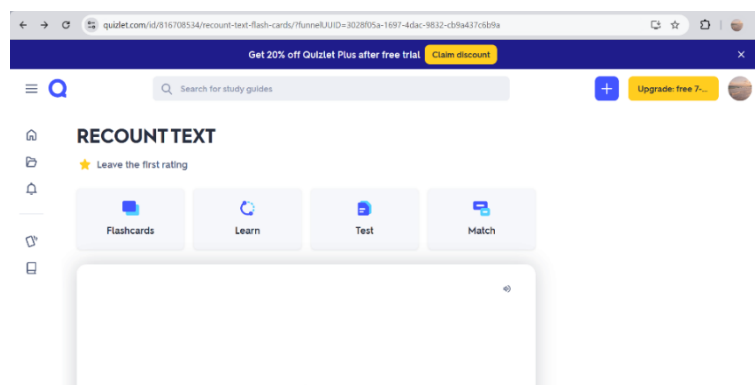 quizlet.com/id/816708534/recount-text-flash-cards/?funnelUUID=3028f05a-1697-4dac-9832-cb9a437c6b9a
Get 20% off Quizlet Plus after free trial Claim discount
Search for study guides
Upgrade: free 7-...
RECOUNT TEXT
Leave the first rating
Flashcards Learn Test Match